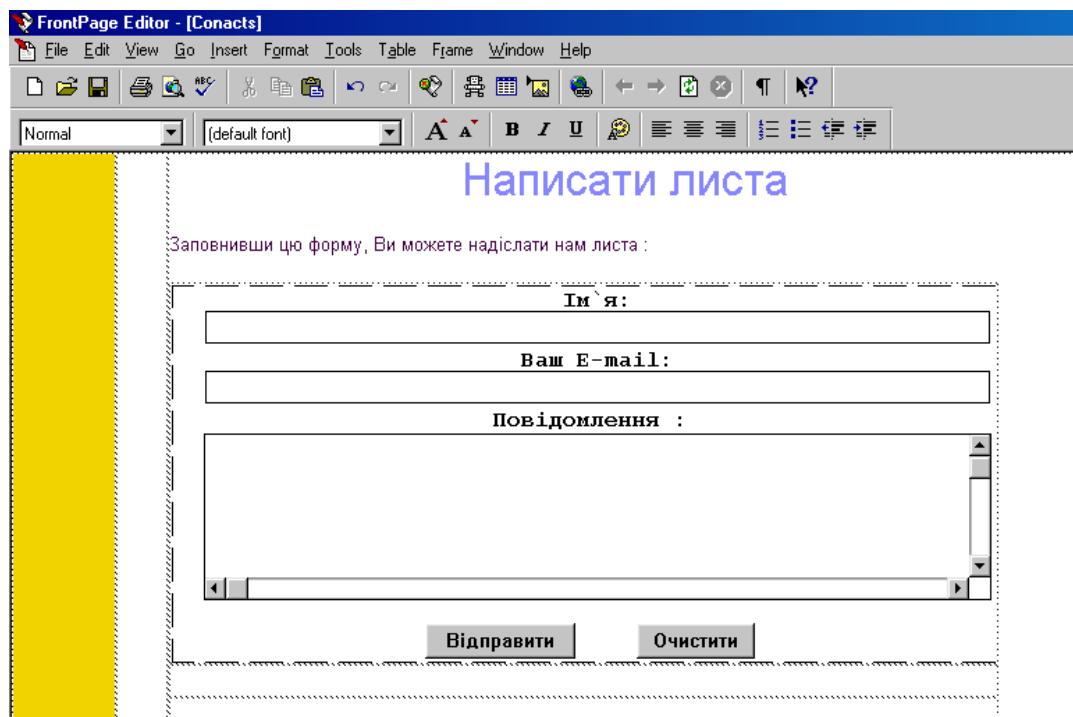 FrontPage Editor - [Conacts]
File Edit View Go Insert Format Tools Table Frame Window Help
ABC
Normal (default font) A A B I U
Написати листа
Заповнивши цю форму, Ви можете надіслати нам листа :
Ім`я:
Ваш E-mail:
Повідомлення :
Відправити Очистити